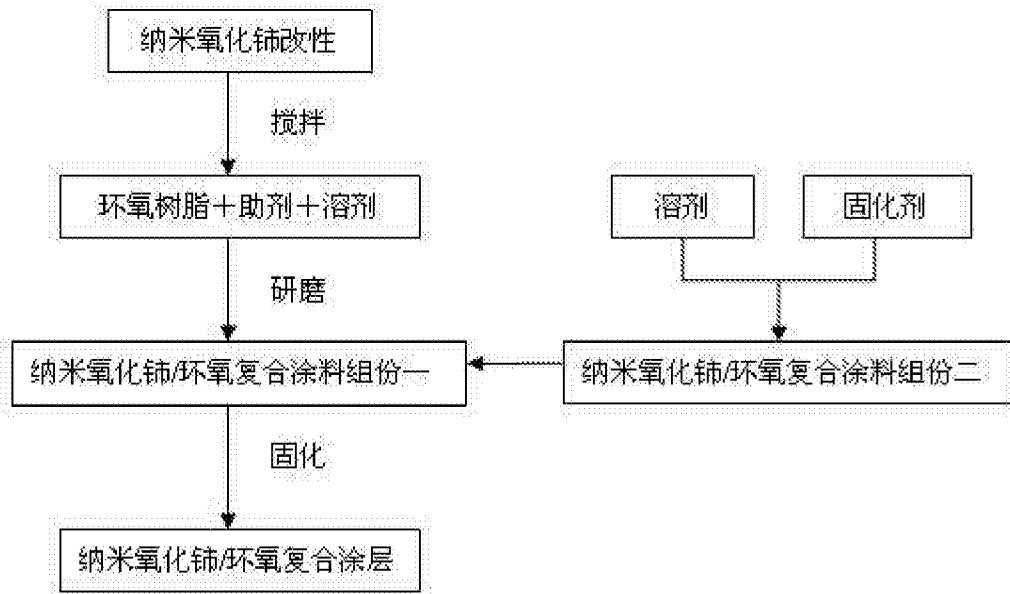 纳米氧化铈改性
搅拌
环氧树脂+助剂+溶剂
溶剂
固化剂
研磨
纳米氧化铈/环氧复合涂料组份一
纳米氧化铈/环氧复合涂料组份二
固化
纳米氧化铈/环氧复合涂层